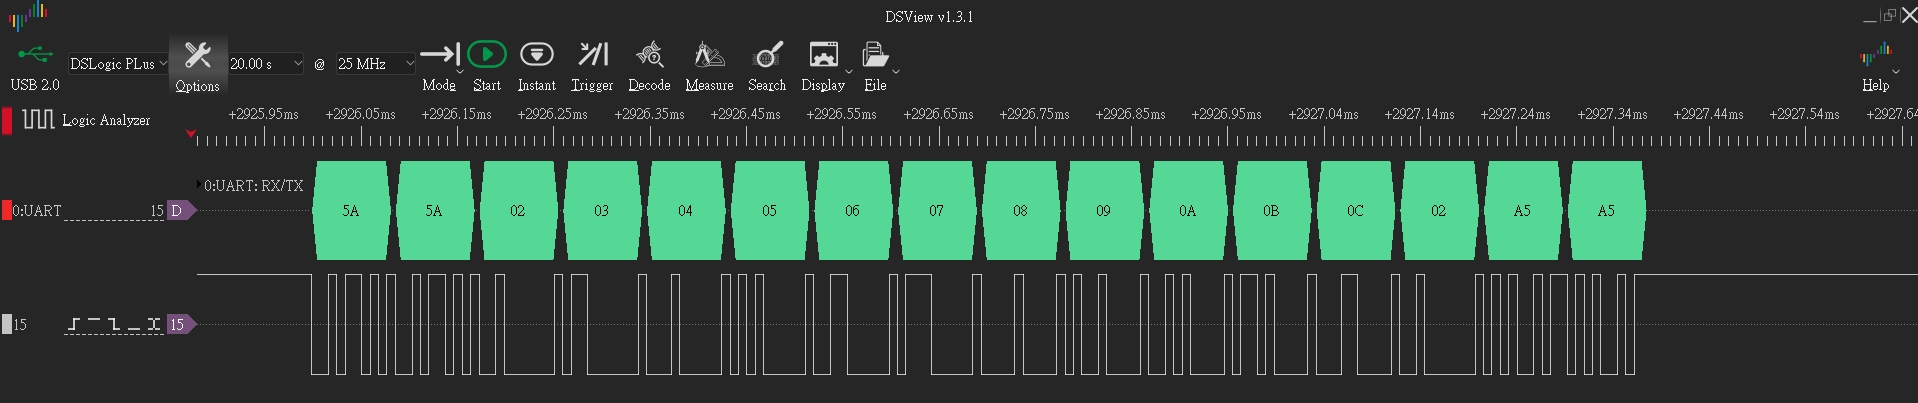 DSView v1.3.1
USB 2.0
DSLogic PLus
Options
20.00 s @ 25 MHz
Mode Start Instant Trigger Decode Measure Search Display File Help
Logic Analyzer
+2925.95ms +2926.05ms +2926.15ms +2926.25ms +2926.35ms +2926.45ms +2926.55ms +2926.65ms +2926.75ms +2926.85ms +2926.95ms +2927.04ms +2927.14ms +2927.24ms +2927.34ms +2927.44ms +2927.54ms +2927.64
0:UART: RX/TX
0:UART 15 D 5A 5A 02 03 04 05 06 07 08 09 0A 0B 0C 02 A5 A5
15 15